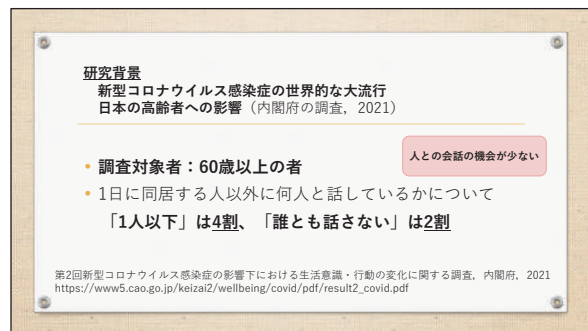 研究背景
新型コロナウイルス感染症の世界的な大流行
日本の高齢者への影響（内閣府の調査，2021）
人との会話の機会が少ない
• 調査対象者：60歳以上の者
• 1日に同居する人以外に何人と話しているかについて
「1人以下」は4割、「誰とも話さない」は2割
第2回新型コロナウイルス感染症の影響下における生活意識・行動の変化に関する調査，内閣府，2021
https://www5.cao.go.jp/keizai2/wellbeing/covid/pdf/result2_covid.pdf